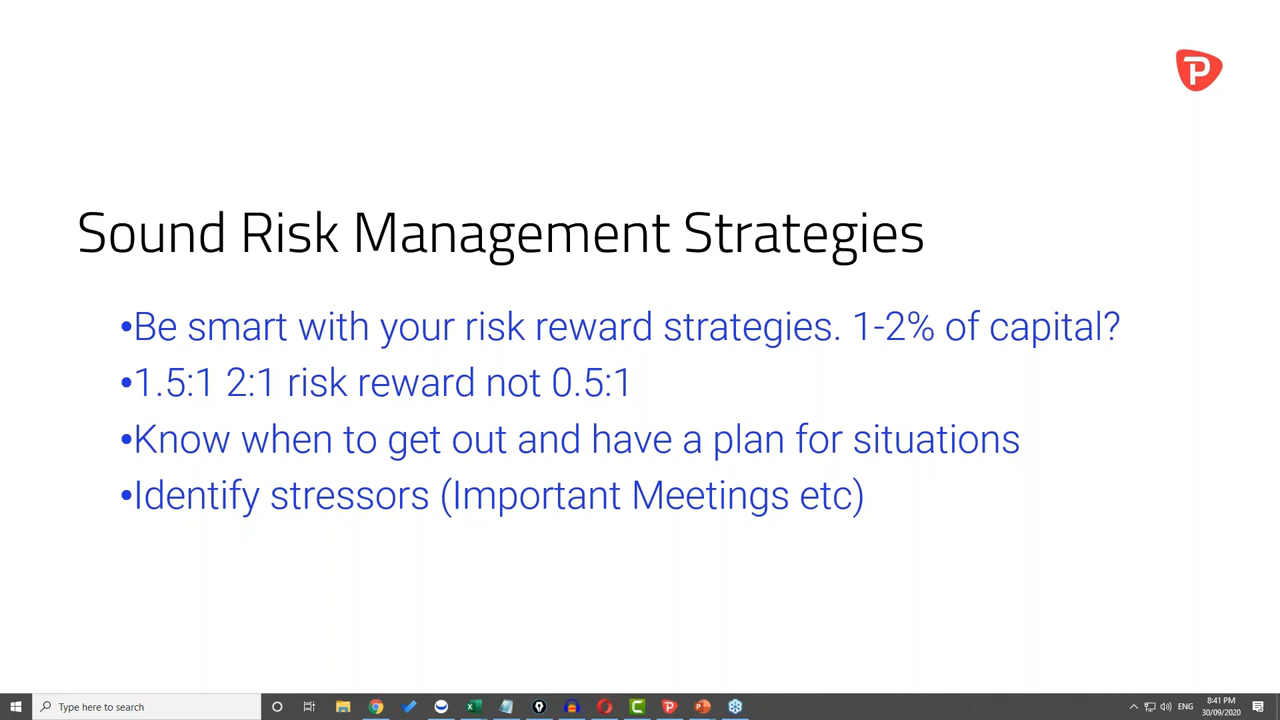 P
Sound Risk Management Strategies
•Be smart with your risk reward strategies. 1-2% of capital?
•1.5:1 2:1 risk reward not 0.5:1
•Know when to get out and have a plan for situations
•Identify stressors (Important Meetings etc)
Type here to search
ENG
8:41 PM
30/09/2020